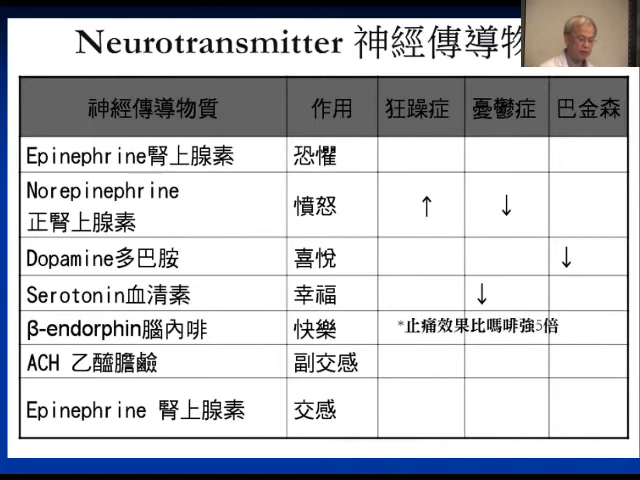 Neurotransmitter 神經傳導物
神經傳導物質 作用 狂躁症 憂鬱症 巴金森
Epinephrine腎上腺素 恐懼
Norepinephrine
正腎上腺素 憤怒 ↑ ↓
Dopamine多巴胺 喜悅 ↓
Serotonin血清素 幸福 ↓
β-endorphin腦內啡 快樂 *止痛效果比嗎啡強5倍
ACH 乙醯膽鹼 副交感
Epinephrine 腎上腺素 交感